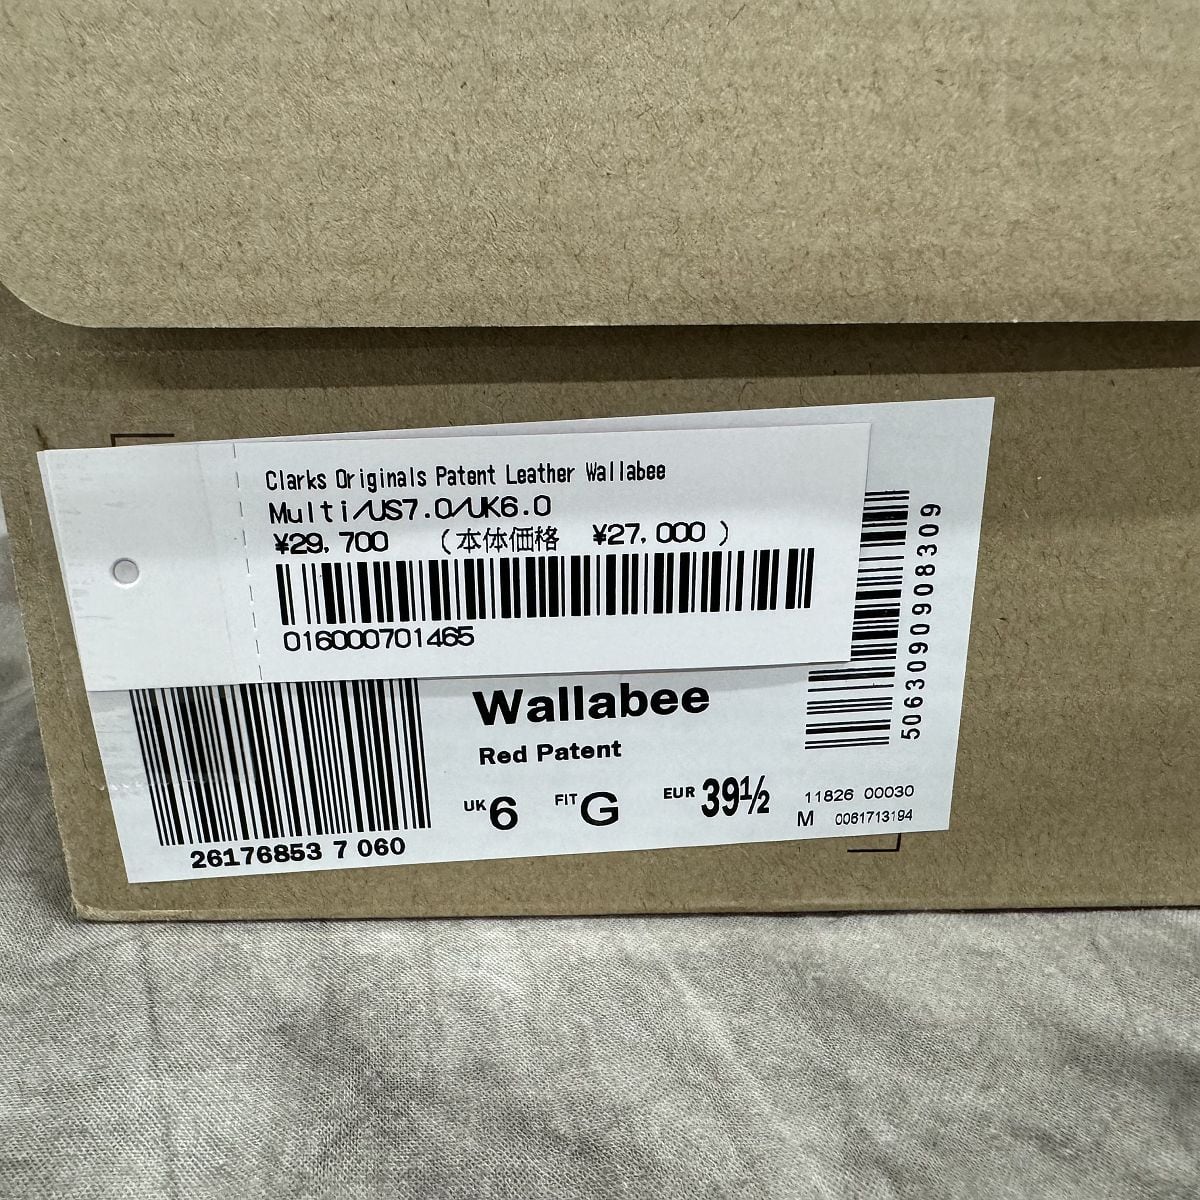 Clarks Originals Patent Leather Wallabee
Multi/US7.0/UK6.0
¥29,700 (本体価格 ¥27,000 )
016000701465
Wallabee
Red Patent
UK 6 FIT G EUR 39½
26176853 7 060
5063090908309
11826 00030
M 0061713194